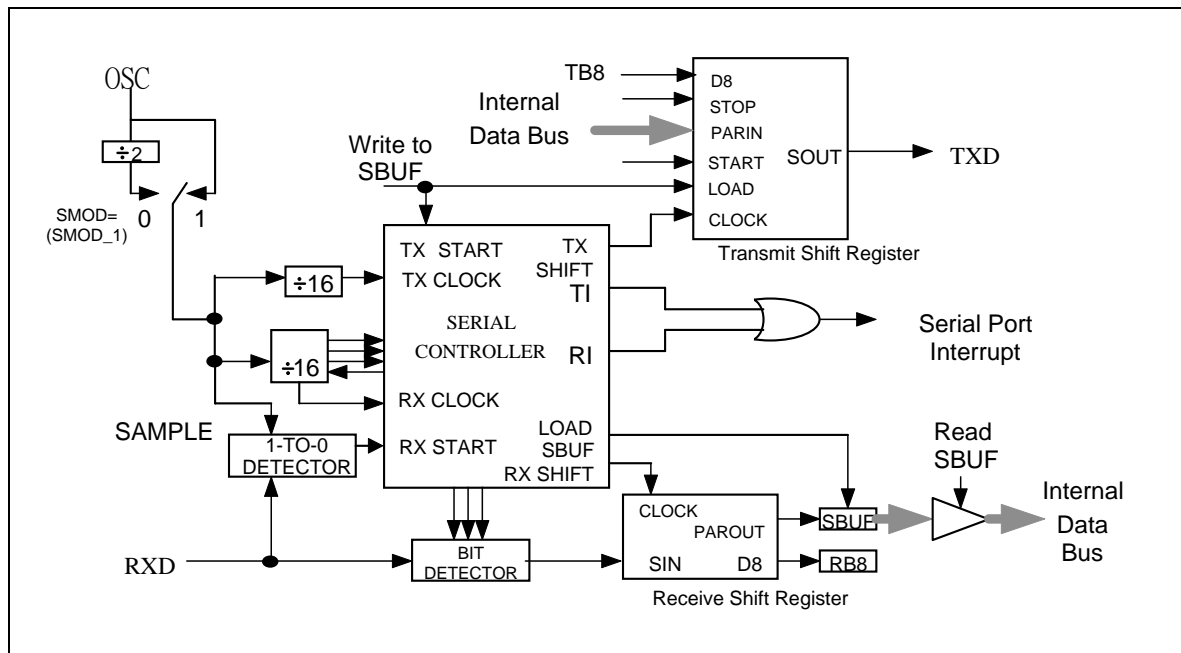 OSC
÷2
SMOD=
(SMOD_1)
0
1
Write to
SBUF
TB8
Internal
Data Bus
D8
STOP
PARIN
START
LOAD
CLOCK
SOUT
TXD
Transmit Shift Register
÷16
÷16
SAMPLE
1-TO-0
DETECTOR
TX START
TX CLOCK
SERIAL
CONTROLLER
RX CLOCK
RX START
TX
SHIFT
TI
RI
LOAD
SBUF
RX SHIFT
Serial Port
Interrupt
RXD
BIT
DETECTOR
CLOCK
PAROUT
SIN
D8
Receive Shift Register
SBUF
RB8
Read
SBUF
Internal
Data
Bus